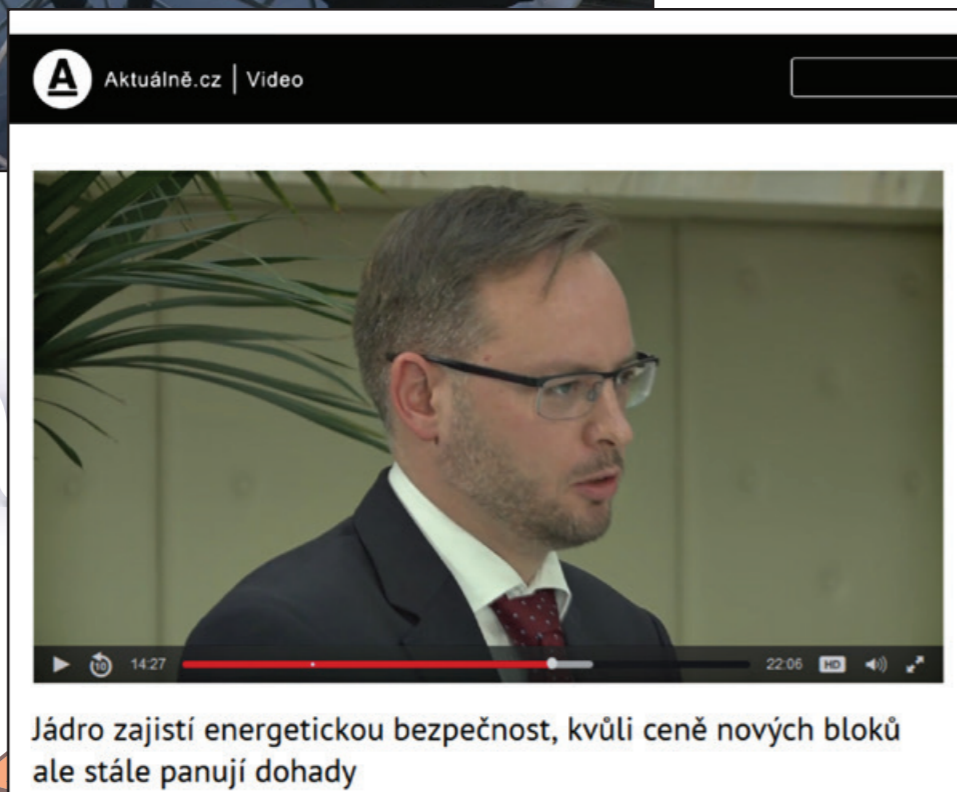 A Aktuálně.cz | Video
10 14:27 22:06 HD
Jádro zajistí energetickou bezpečnost, kvůli ceně nových bloků
ale stále panují dohady